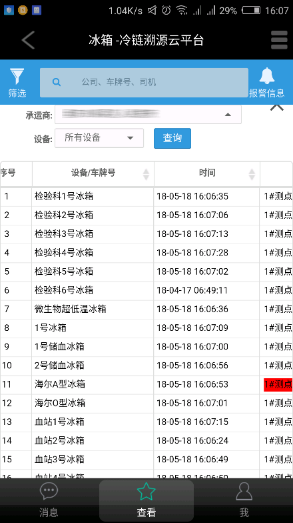 1.04K/s 29% 16:07
冰箱 -冷链溯源云平台
筛选 公司、车牌号、司机 报警信息
承运商:
设备: 所有设备 查询
序号 设备/车牌号 时间
1 检验科1号冰箱 18-05-18 16:06:35 1#测点
2 检验科2号冰箱 18-05-18 16:07:06 1#测点
3 检验科3号冰箱 18-05-18 16:07:13 1#测点
4 检验科4号冰箱 18-05-18 16:07:28 1#测点
5 检验科5号冰箱 18-05-18 16:07:02 1#测点
6 检验科6号冰箱 18-04-17 06:49:11 1#测点
7 微生物超低温冰箱 18-05-18 16:06:36 1#测点
8 1号冰箱 18-05-18 16:07:09 1#测点
9 1号储血冰箱 18-05-18 16:07:00 1#测点
10 2号储血冰箱 18-05-18 16:06:56 1#测点
11 海尔A型冰箱 18-05-18 16:06:53 1#测点
12 海尔O型冰箱 18-05-18 16:07:01 1#测点
13 血站1号冰箱 18-05-18 16:07:15 1#测点
14 血站2号冰箱 18-05-18 16:06:24 1#测点
15 血站3号冰箱 18-05-18 16:06:49 1#测点
16 血站4号冰箱 18-05-18 1#测点
消息 查看 我